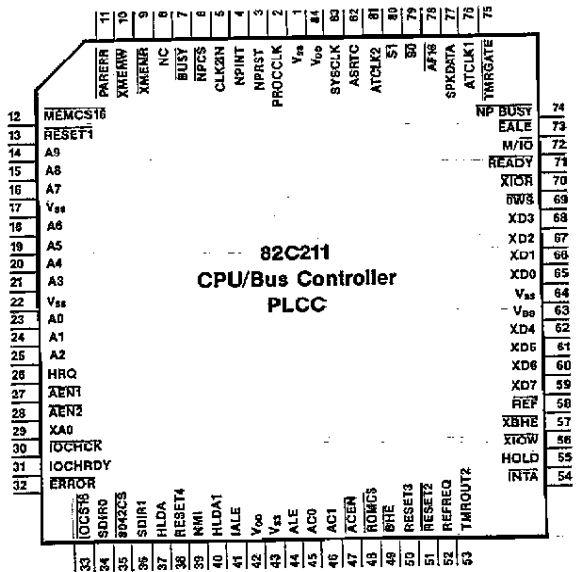 11 10 9 8 7 6 5 4 3 2 1 84 83 82 81 80 79 78 77 76 75
PARERR XMEMW XMEMR NC BUSY NPCS CLK2IN NPINT NPRST PROCCLK Vss VDD SYSCLK ASRTC ATCLK2 S1 S0 AF16 SPKDATA ATCLK1 TMRGATE
12 MEMCS16
13 RESET1
14 A9
15 A8
16 A7
17 Vss
18 A6
19 A5
20 A4
21 A3
22 Vss
23 A0
24 A1
25 A2
26 HRQ
27 AEN1
28 AEN2
29 XA0
30 IOCHCK
31 IOCHRDY
32 ERROR
82C211
CPU/Bus Controller
PLCC
NP BUSY 74
EALE 73
M/IO 72
READY 71
XIOR 70
0WS 69
XD3 68
XD2 67
XD1 66
XD0 65
Vss 64
VDD 63
XD4 62
XD5 61
XD6 60
XD7 59
REF 58
XBHE 57
XIOW 56
HOLD 55
INTA 54
IOCS16 SDIR0 8042CS SDIR1 HLDA RESET4 NMI HLDA1 IALE VDD Vss ALE AC0 AC1 ACEN ROMCS BHE RESET3 RESET2 REFREQ TMROUT2
33 34 35 36 37 38 39 40 41 42 43 44 45 46 47 48 49 50 51 52 53